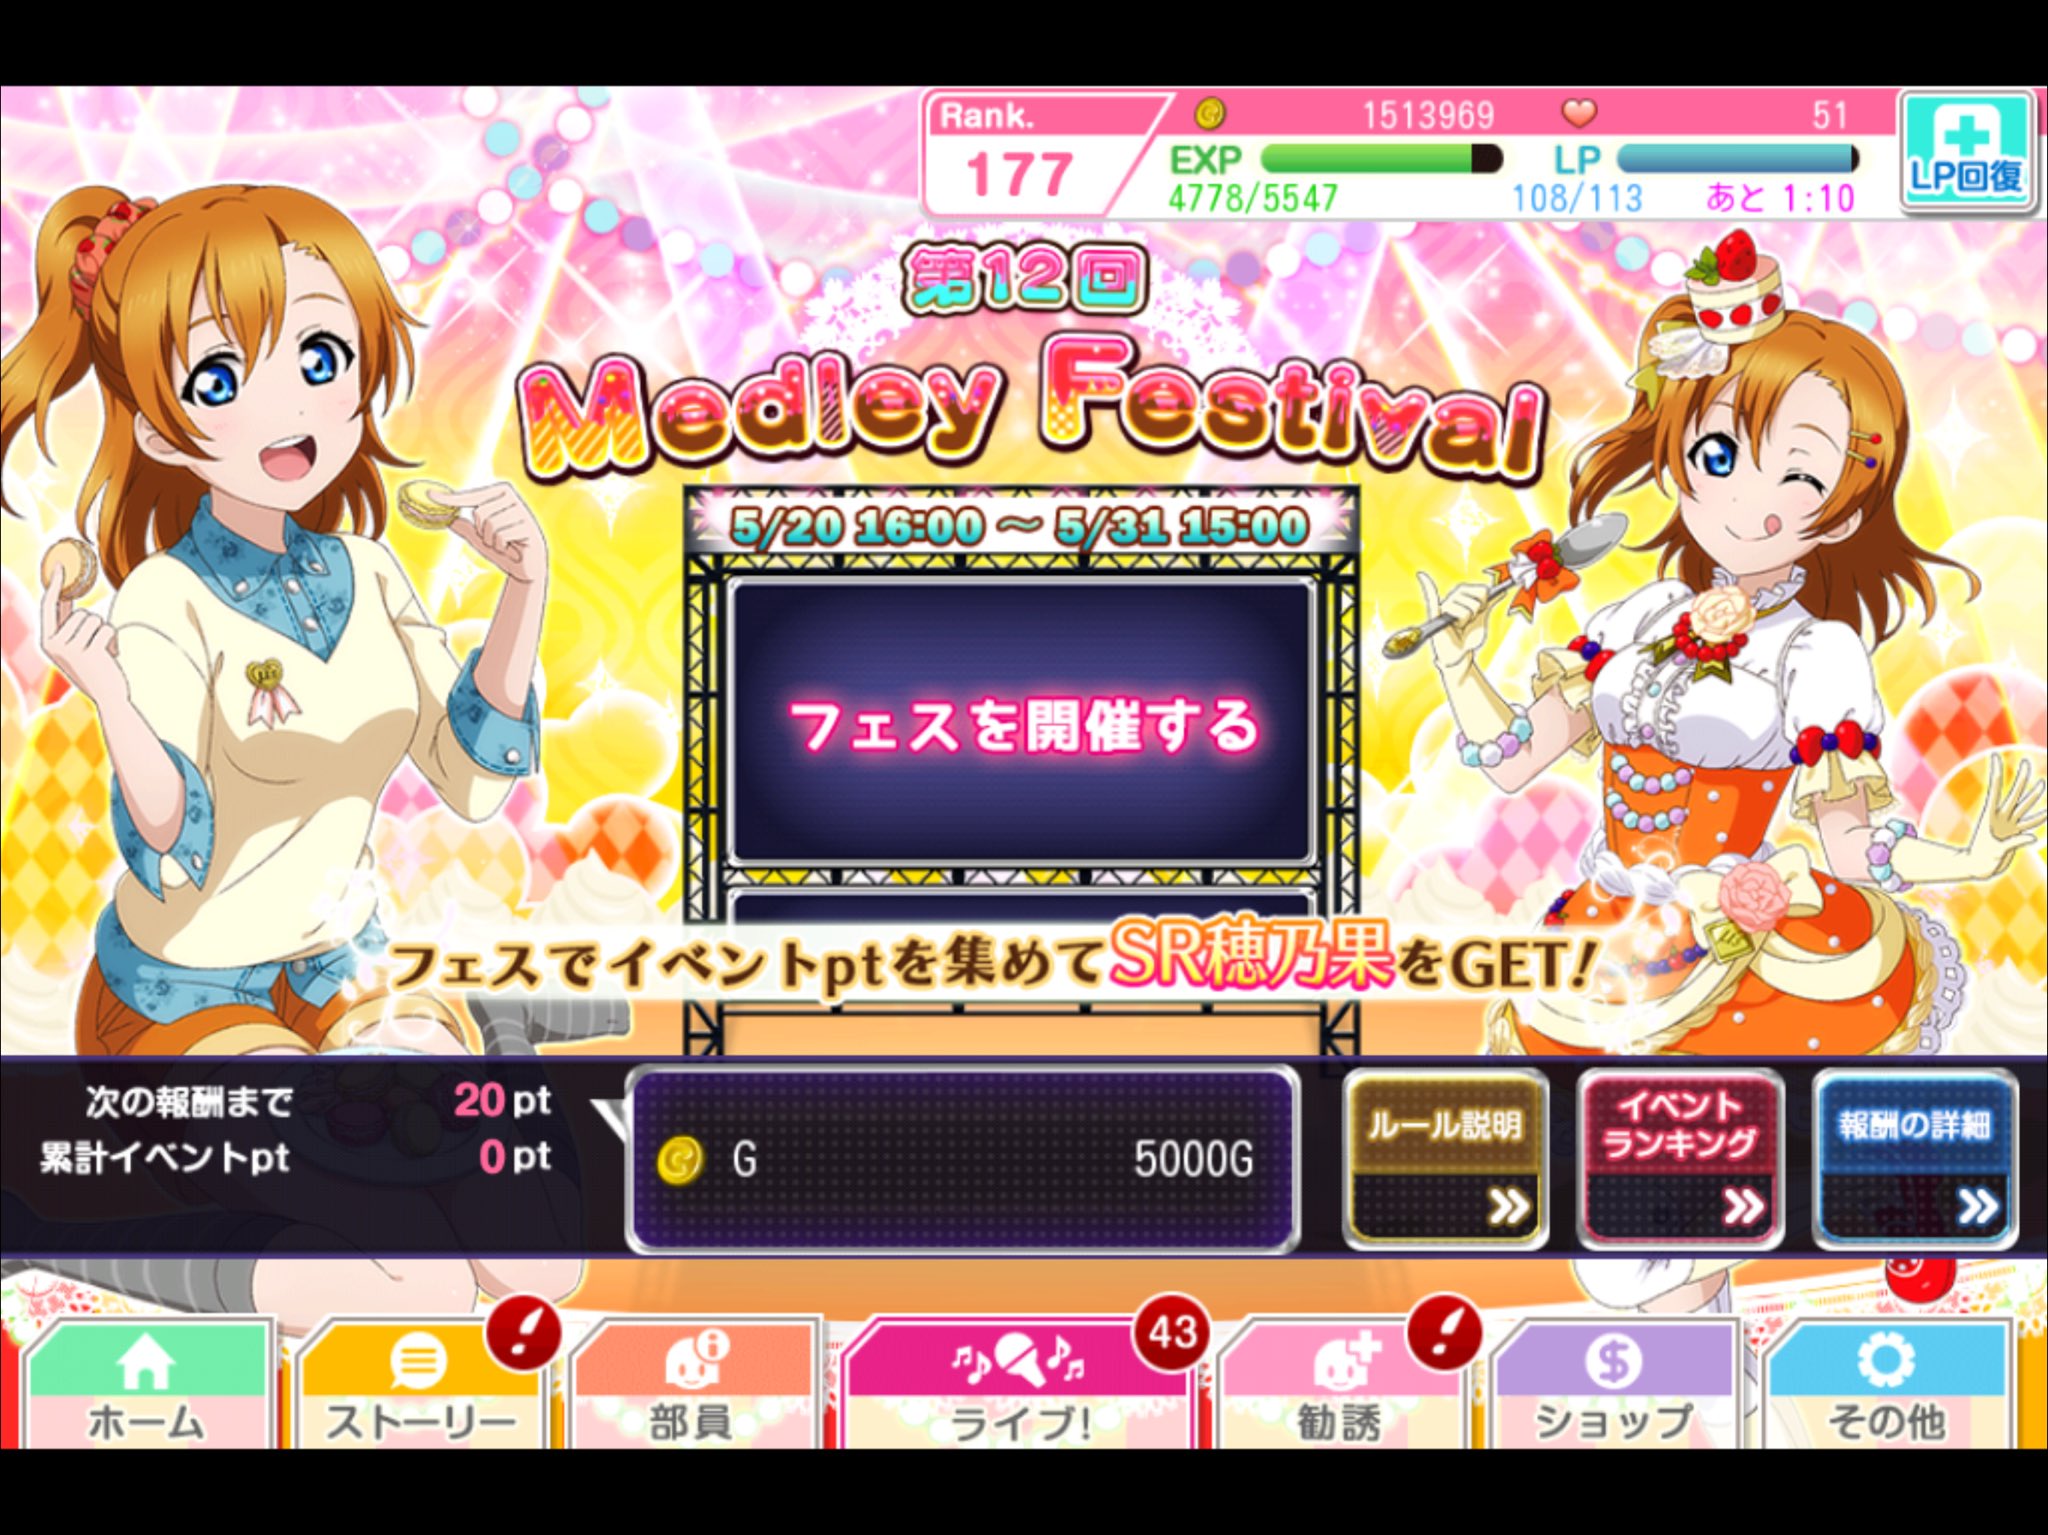 Rank.
177
1513969
51
EXP
4778/5547
LP
108/113
あと 1:10
LP回復
第12回
Medley Festival
5/20 16:00 〜 5/31 15:00
フェスを開催する
フェスでイベントptを集めてSR穂乃果をGET!
次の報酬まで 20pt
累計イベントpt 0pt
G 5000G
ルール説明
イベント
ランキング
報酬の詳細
43
ホーム
ストーリー
部員
ライブ!
勧誘
ショップ
その他